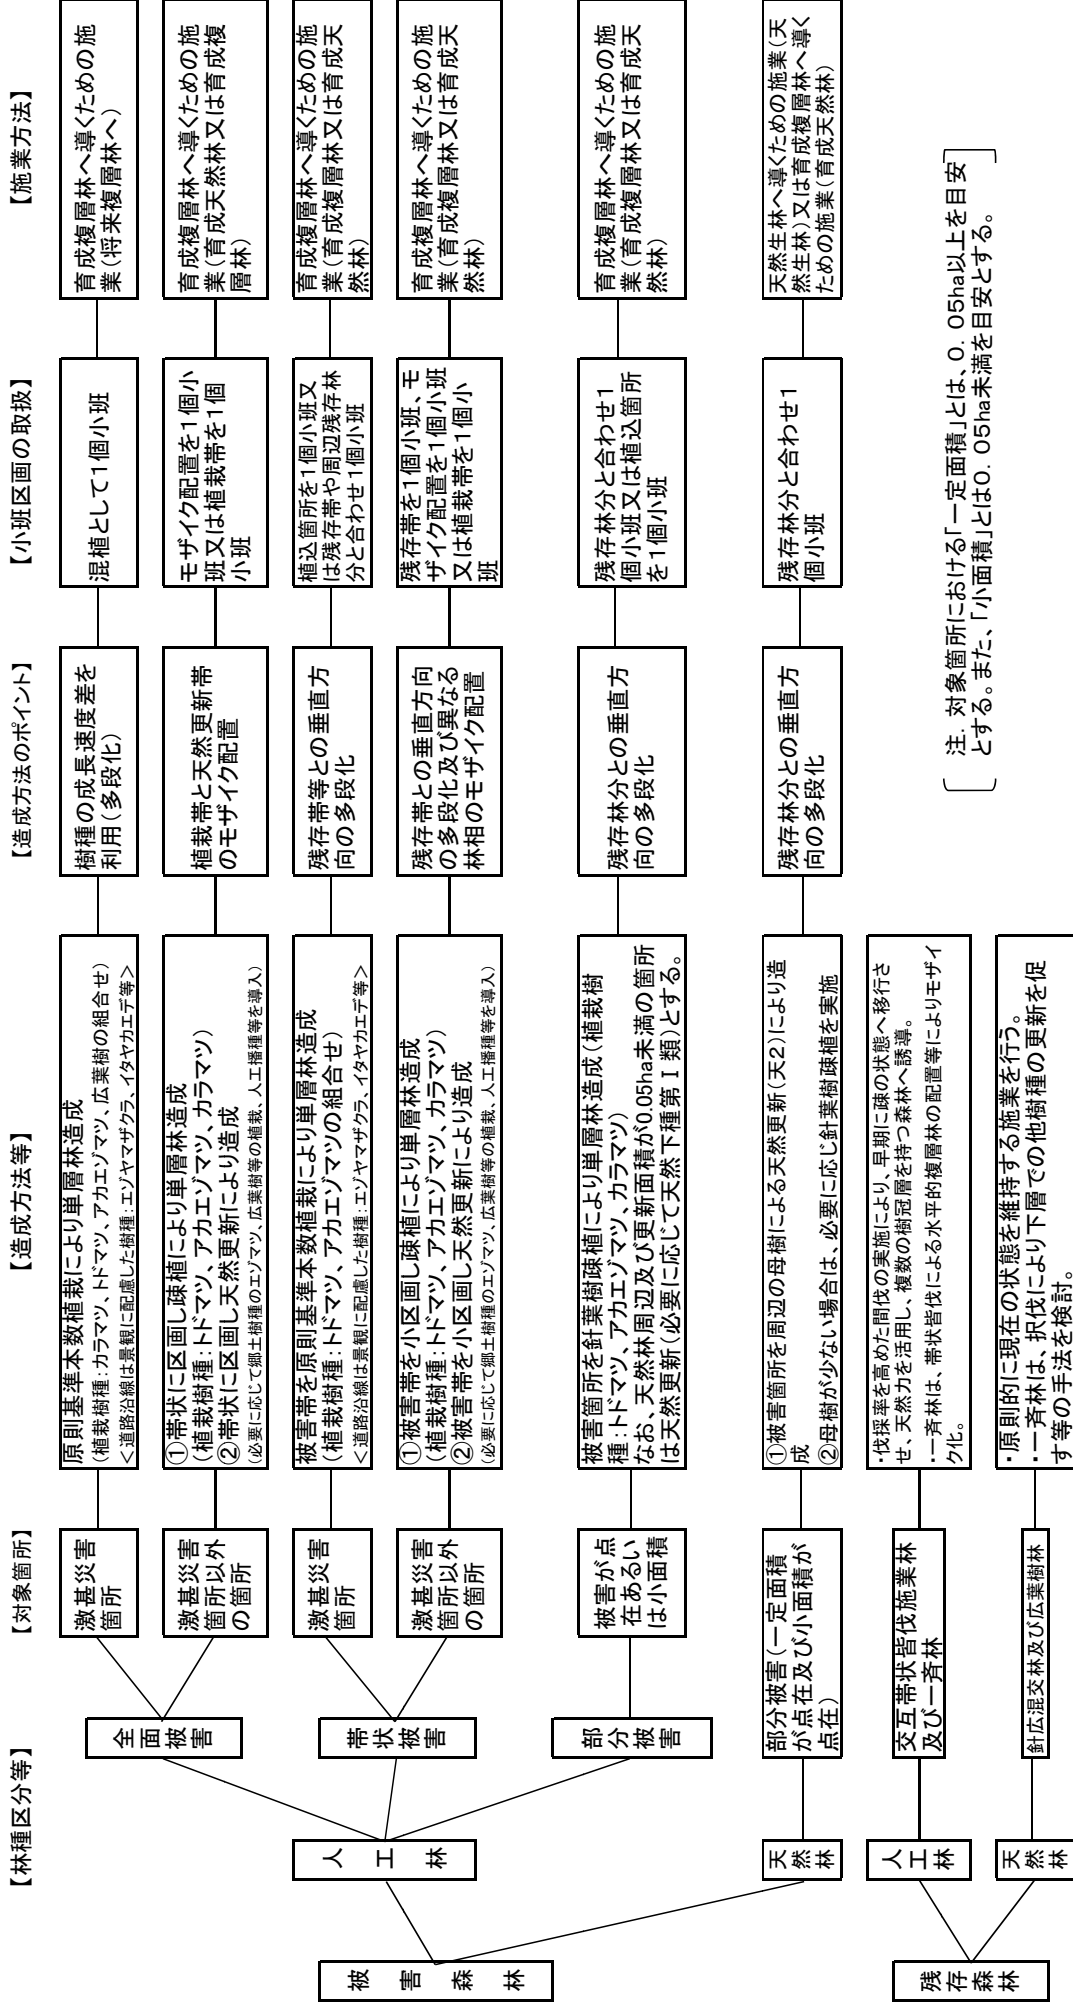 【林種区分等】
【対象箇所】
【造成方法等】
【造成方法のポイント】
【小班区画の取扱】
【施業方法】
被害森林
人工林
全面被害
激甚災害
箇所
原則基準本数植栽により単層林造成
(植栽樹種:カラマツ、トドマツ、アカエゾマツ、広葉樹の組合せ)
<道路沿線は景観に配慮した樹種:エゾヤマザクラ、イタヤカエデ等>
樹種の成長速度差を
利用(多段化)
混植として1個小班
育成複層林へ導くための施
業(将来複層林へ)
激甚災害
箇所以外
の箇所
①帯状に区画し疎植により単層林造成
(植栽樹種:トドマツ、アカエゾマツ、カラマツ)
②帯状に区画し天然更新により造成
(必要に応じて郷土樹種のエゾマツ、広葉樹等の植栽、人工播種等を導入)
植栽帯と天然更新帯
のモザイク配置
モザイク配置を1個小
班又は植栽帯を1個
小班
育成複層林へ導くための施
業(育成天然林又は育成複
層林)
帯状被害
激甚災害
箇所
被害帯を原則基準本数植栽により単層林造成
(植栽樹種:トドマツ、アカエゾマツの組合せ)
<道路沿線は景観に配慮した樹種:エゾヤマザクラ、イタヤカエデ等>
残存帯等との垂直方
向の多段化
植込箇所を1個小班又
は残存帯や周辺残存林
分と合わせ1個小班
育成複層林へ導くための施
業(育成複層林又は育成天
然林)
激甚災害
箇所以外
の箇所
①被害帯を小区画し疎植により単層林造成
(植栽樹種:トドマツ、アカエゾマツ、カラマツ)
②被害帯を小区画し天然更新により造成
(必要に応じて郷土樹種のエゾマツ、広葉樹等の植栽、人工播種等を導入)
残存帯との垂直方向
の多段化及び異なる
林相のモザイク配置
残存帯を1個小班、モ
ザイク配置を1個小班
又は植栽帯を1個小
班
育成複層林へ導くための施
業(育成複層林又は育成天
然林)
部分被害
被害が点
在あるい
は小面積
被害箇所を針葉樹疎植により単層林造成(植栽樹
種:トドマツ、アカエゾマツ、カラマツ)
なお、天然林周辺及び更新面積が0.05ha未満の箇所
は天然更新(必要に応じて天然下種第Ⅰ類)とする。
残存林分との垂直方
向の多段化
残存林分と合わせ1
個小班又は植込箇所
を1個小班
育成複層林へ導くための施
業(育成複層林又は育成天
然林)
天然林
部分被害(一定面積
が点在及び小面積が
点在)
①被害箇所を周辺の母樹による天然更新(天2)により造
成
②母樹が少ない場合は、必要に応じ針葉樹疎植を実施
残存林分との垂直方
向の多段化
残存林分と合わせ1
個小班
天然生林へ導くための施業(天
然生林)又は育成複層林へ導く
ための施業(育成天然林)
残存森林
人工林
交互帯状皆伐施業林
及び一斉林
・伐採率を高めた間伐の実施により、早期に疎の状態へ移行さ
せ、天然力を活用し、複数の樹冠層を持つ森林へ誘導。
・一斉林は、帯状皆伐による水平的複層林の配置等によりモザイ
ク化。
天然林
針広混交林及び広葉樹林
・原則的に現在の状態を維持する施業を行う。
・一斉林は、択伐により下層での他樹種の更新を促
す等の手法を検討。
注. 対象箇所における「一定面積」とは、0．05ha以上を目安
とする。また、「小面積」とは0．05ha未満を目安とする。